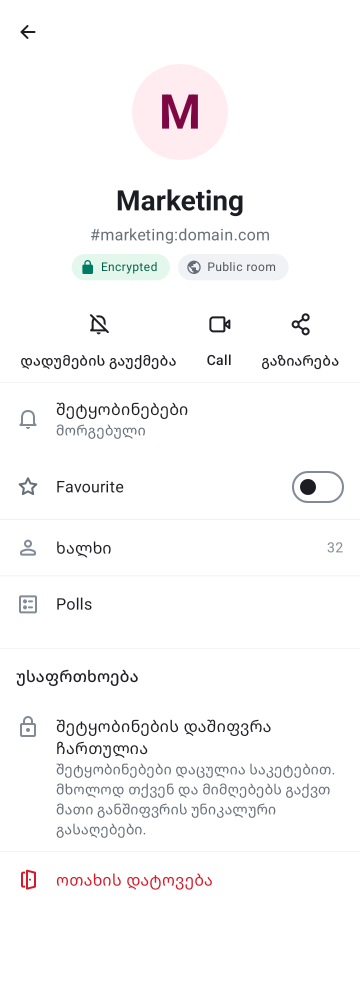 M
Marketing
#marketing:domain.com
Encrypted
Public room
დადუმების გაუქმება
Call
გაზიარება
შეტყობინებები
მორგებული
Favourite
ხალხი
32
Polls
უსაფრთხოება
შეტყობინების დაშიფვრა
ჩართულია
შეტყობინებები დაცულია საკეტებით.
მხოლოდ თქვენ და მიმღებებს გაქვთ
მათი განშიფვრის უნიკალური
გასაღებები.
ოთახის დატოვება